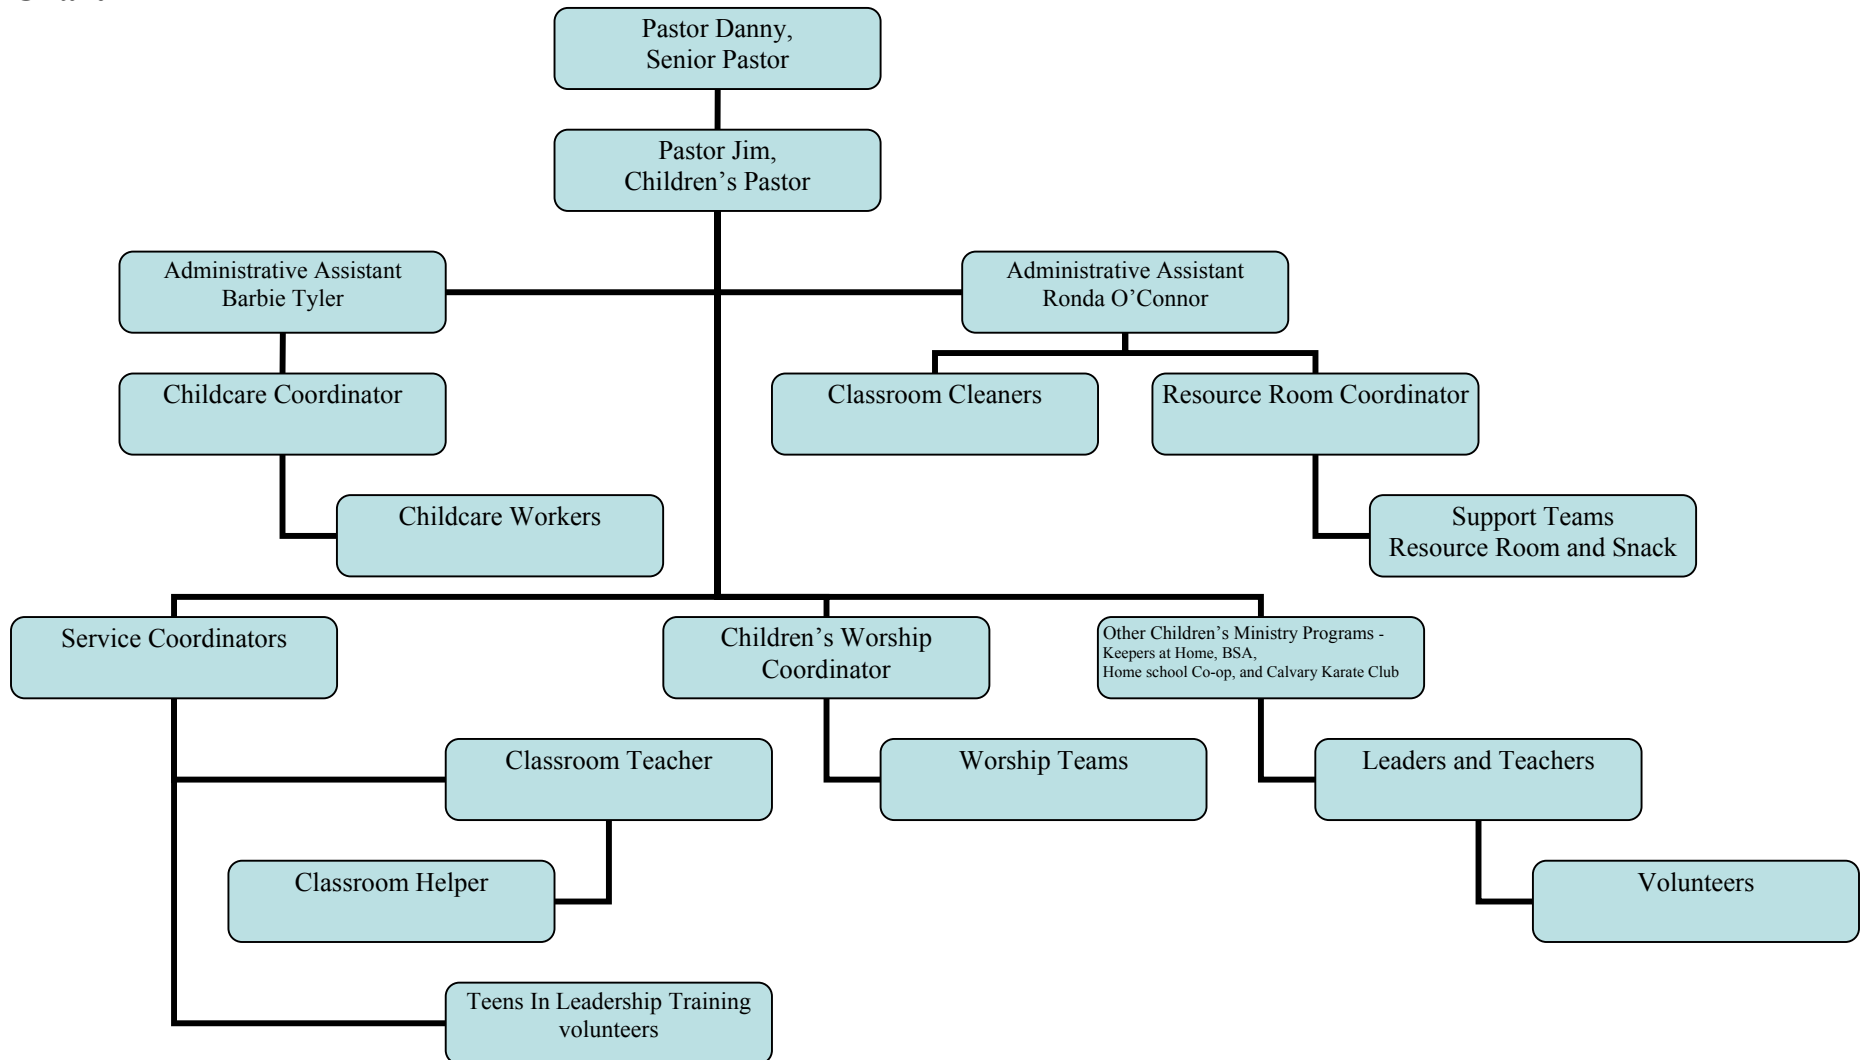 Pastor Danny,
Senior Pastor
Pastor Jim,
Children’s Pastor
Administrative Assistant
Barbie Tyler
Administrative Assistant
Ronda O’Connor
Childcare Coordinator
Classroom Cleaners
Resource Room Coordinator
Childcare Workers
Support Teams
Resource Room and Snack
Service Coordinators
Children’s Worship
Coordinator
Other Children’s Ministry Programs -
Keepers at Home, BSA,
Home school Co-op, and Calvary Karate Club
Classroom Teacher
Worship Teams
Leaders and Teachers
Classroom Helper
Volunteers
Teens In Leadership Training
volunteers